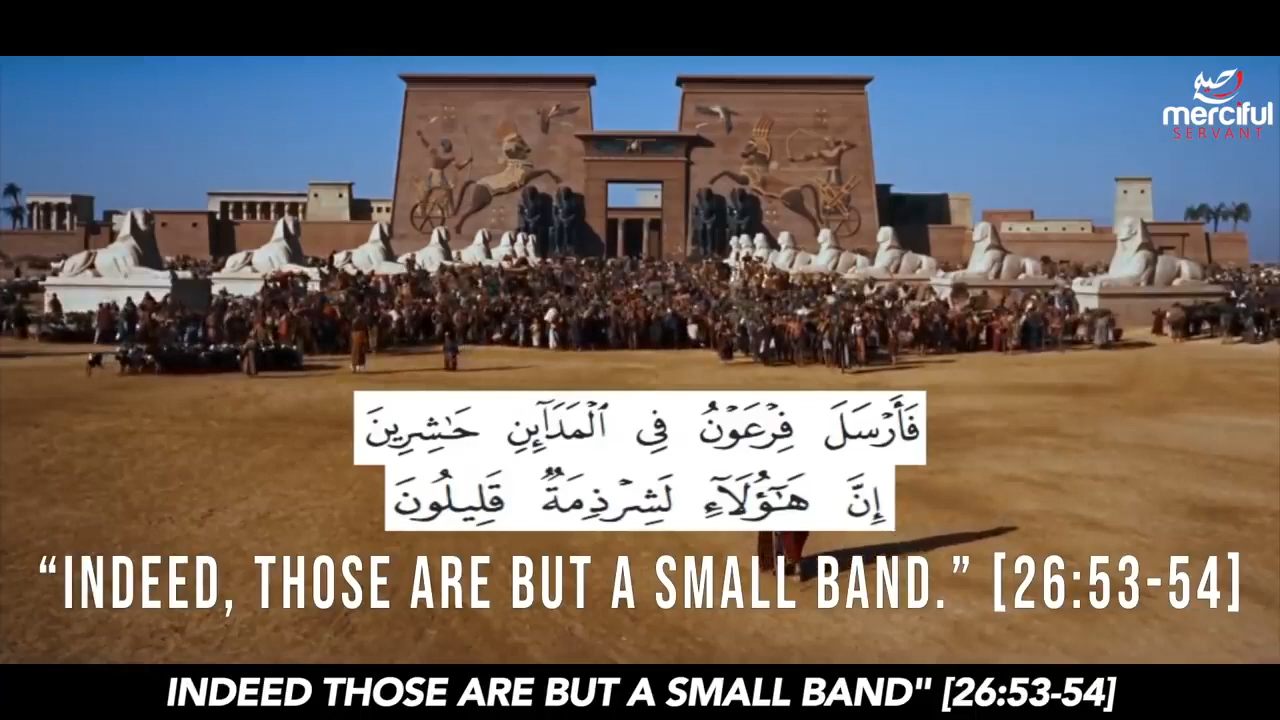 رحيم
merciful
SERVANT
فَأَرْسَلَ فِرْعَوْنُ فِى ٱلْمَدَآئِنِ حَـٰشِرِينَ
إِنَّ هَـٰٓؤُلَآءِ لَشِرْذِمَةٌ قَلِيلُونَ
“INDEED, THOSE ARE BUT A SMALL BAND.” [26:53-54]
INDEED THOSE ARE BUT A SMALL BAND" [26:53-54]